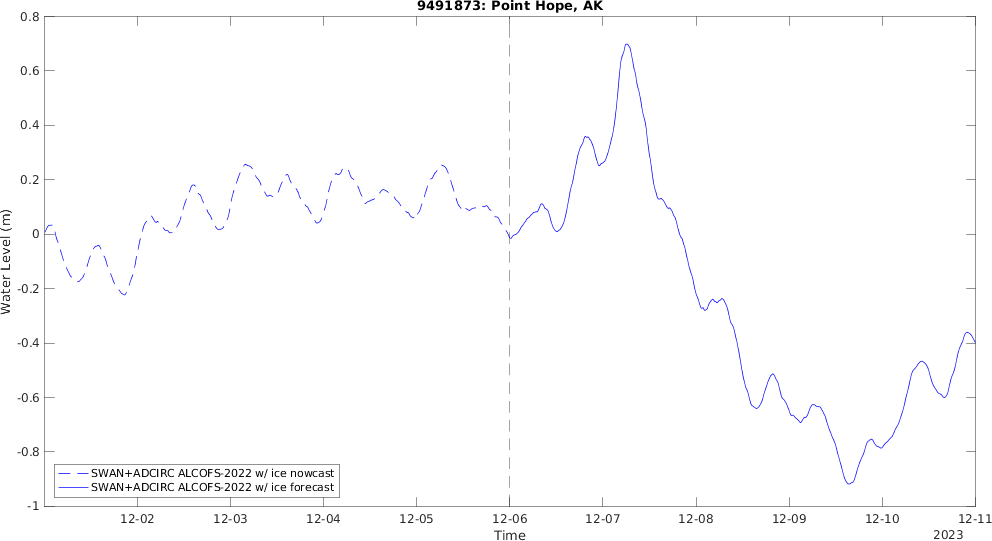 9491873: Point Hope, AK
0.8
0.6
0.4
0.2
0
-0.2
-0.4
-0.6
-0.8
-1
Water Level (m)
SWAN+ADCIRC ALCOFS-2022 w/ ice nowcast
SWAN+ADCIRC ALCOFS-2022 w/ ice forecast
12-02 12-03 12-04 12-05 12-06 12-07 12-08 12-09 12-10 12-11
Time
2023